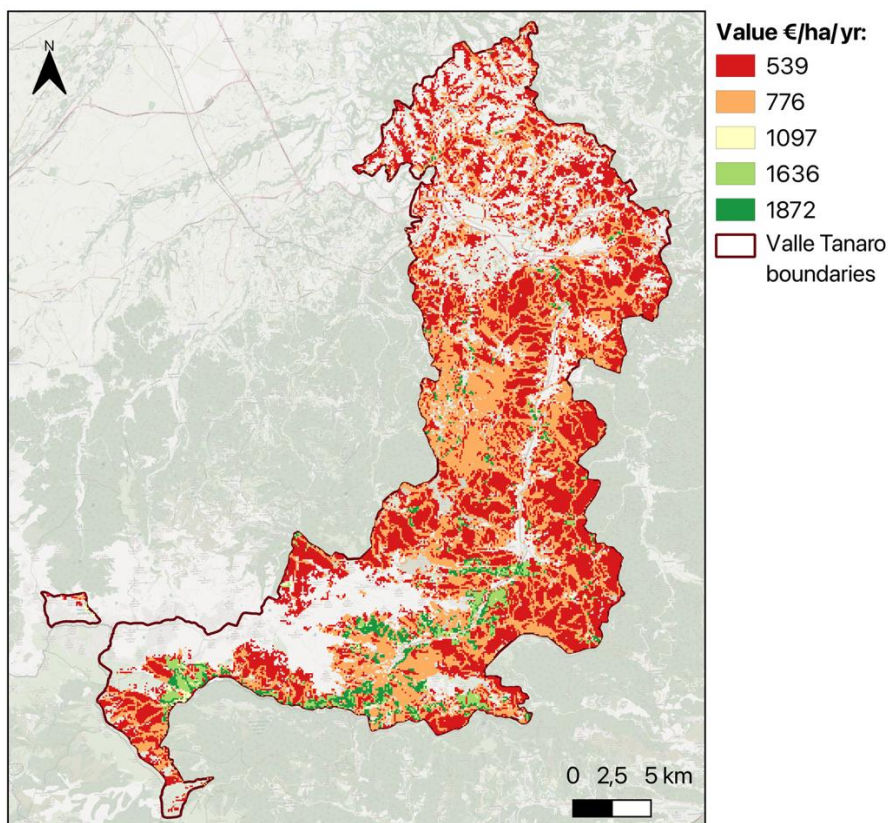 N
Value €/ha/yr:
539
776
1097
1636
1872
Valle Tanaro
boundaries
0 2,5 5 km